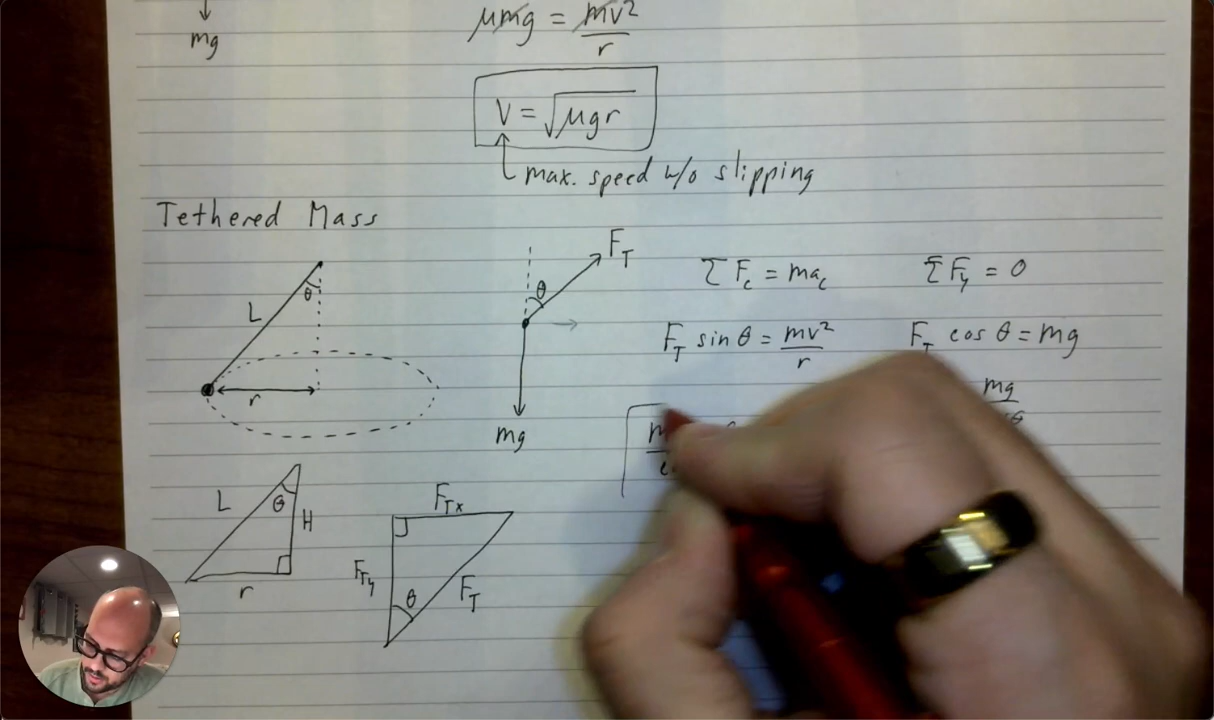 mg
μmg = mv²
r
V = √μgr
max. speed w/o slipping
Tethered Mass
F_T
θ
ΣF_c = ma_c
ΣF_y = 0
θ
L
F_T sin θ = mv²
r
F_T cos θ = mg
r
mg
mg
L
θ
H
r
F_Tx
F_Ty
θ
F_T